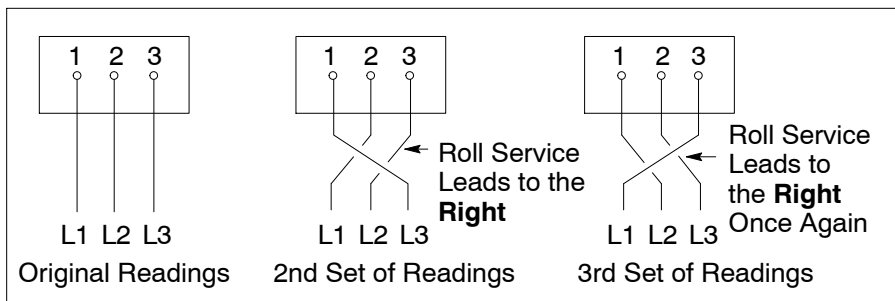 1 2 3
L1 L2 L3
Original Readings
1 2 3
Roll Service
Leads to the
Right
L1 L2 L3
2nd Set of Readings
1 2 3
Roll Service
Leads to
the Right
Once Again
L1 L2 L3
3rd Set of Readings